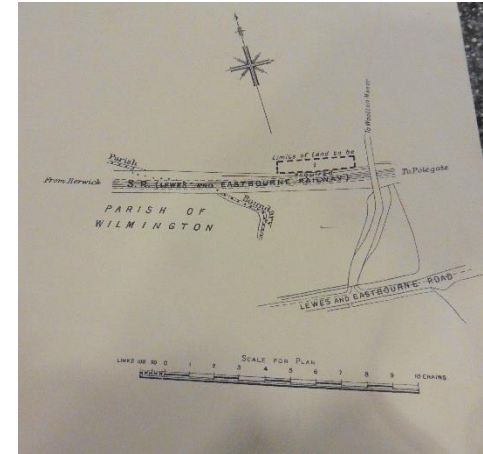 To Wootton Manor
Limits of land to be
Parish
From Berwick
S.R. (LEWES AND EASTBOURNE RAILWAY)
To Polegate
Boundary
PARISH OF
WILMINGTON
LEWES AND EASTBOURNE ROAD
SCALE FOR PLAN
LINKS 100 50 0 1 2 3 4 5 6 7 8 9 10 CHAINS